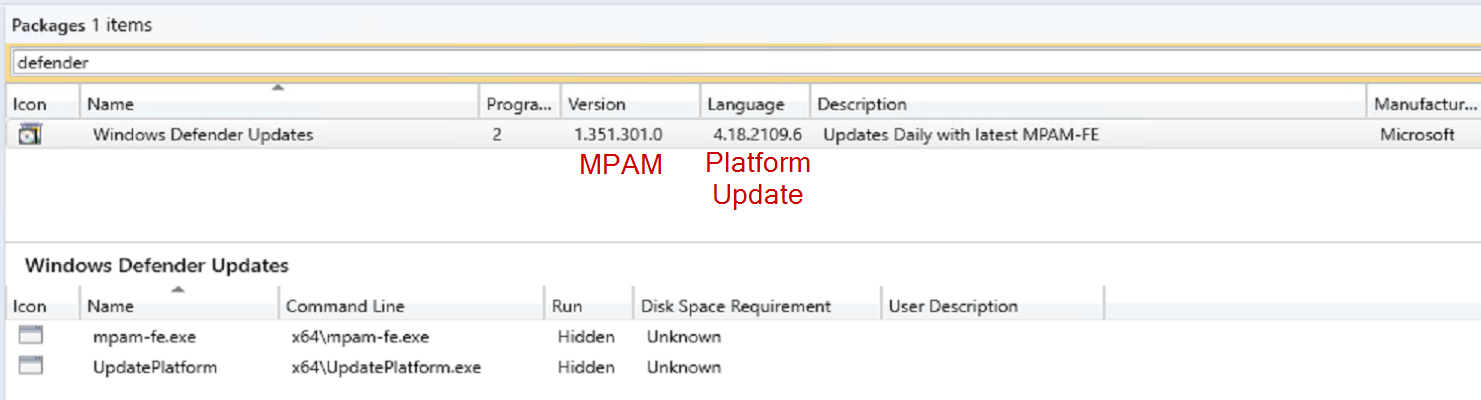 Packages 1 items
defender
Icon Name Progra... Version Language Description Manufactur...
Windows Defender Updates 2 1.351.301.0 4.18.2109.6 Updates Daily with latest MPAM-FE Microsoft
MPAM Platform
Update
Windows Defender Updates
Icon Name Command Line Run Disk Space Requirement User Description
mpam-fe.exe x64\mpam-fe.exe Hidden Unknown
UpdatePlatform x64\UpdatePlatform.exe Hidden Unknown